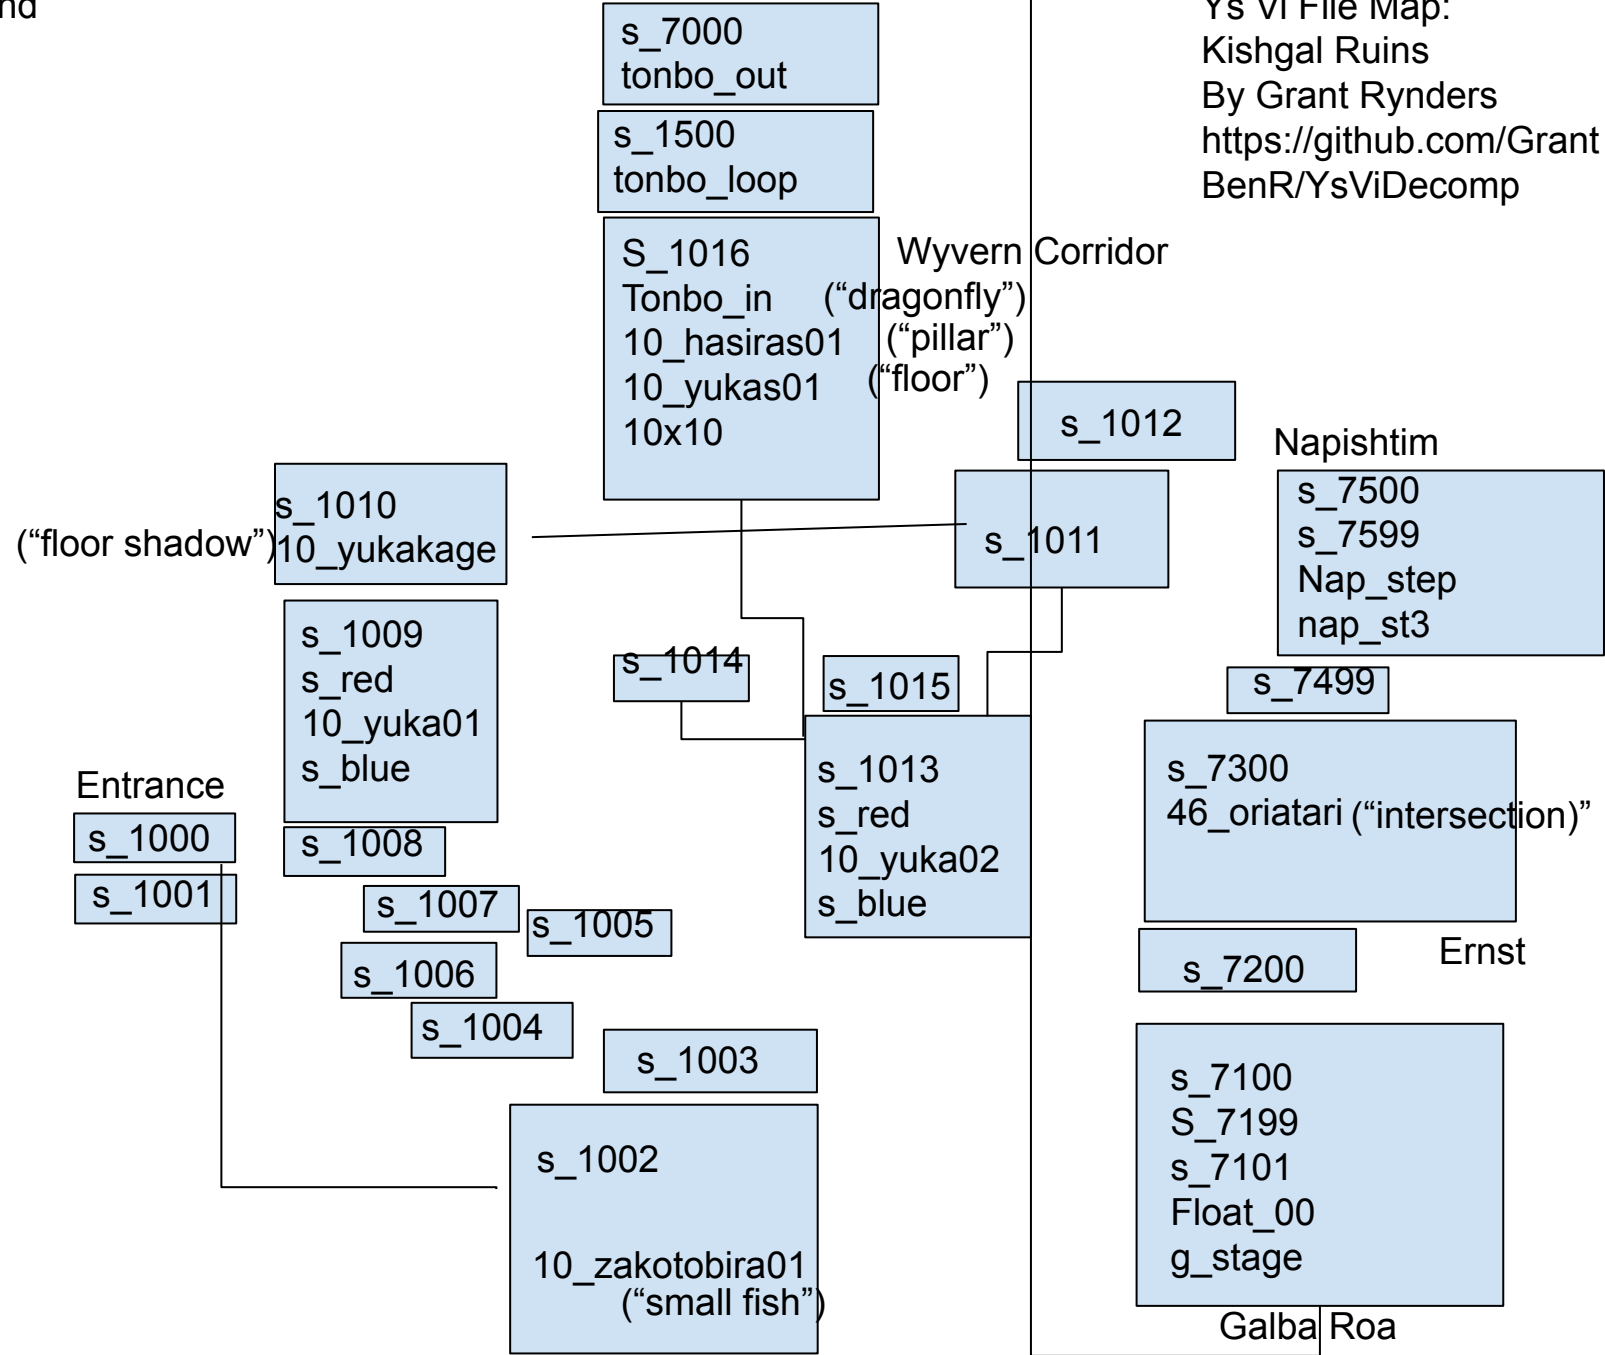 nd
Ys Vi File Map:
Kishgal Ruins
By Grant Rynders
https://github.com/Grant
BenR/YsViDecomp
s_7000
tonbo_out
s_1500
tonbo_loop
S_1016
Tonbo_in
10_hasiras01
10_yukas01
10x10
Wyvern Corridor
(“dragonfly”)
(“pillar”)
(“floor”)
s_1012
s_1011
s_1010
10_yukakage
(“floor shadow”)
s_1009
s_red
10_yuka01
s_blue
s_1008
s_1007
s_1005
s_1006
s_1004
s_1003
Entrance
s_1000
s_1001
s_1002
10_zakotobira01
(“small fish”)
s_1014
s_1015
s_1013
s_red
10_yuka02
s_blue
Napishtim
s_7500
s_7599
Nap_step
nap_st3
s_7499
s_7300
46_oriatari (“intersection)”
Ernst
s_7200
s_7100
S_7199
s_7101
Float_00
g_stage
Galba Roa